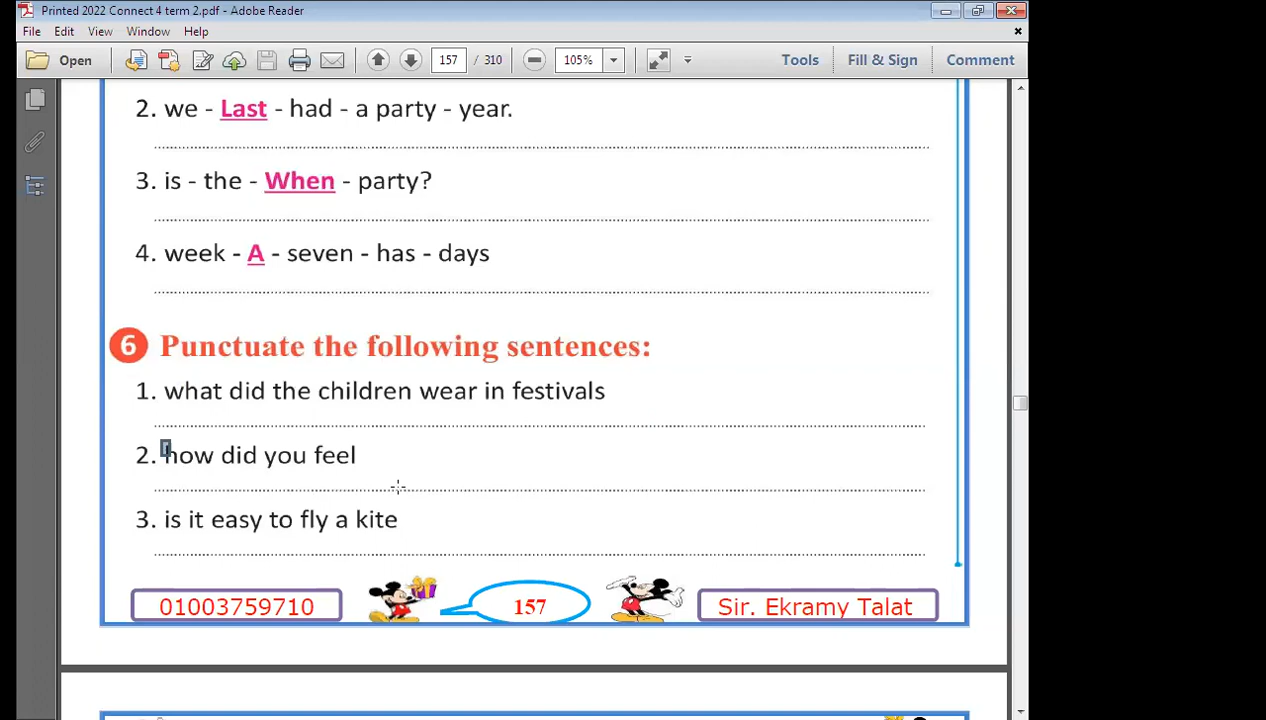 Printed 2022 Connect 4 term 2.pdf - Adobe Reader
File Edit View Window Help
Open 157 / 310 105% Tools Fill & Sign Comment
2. we - Last - had - a party - year.
3. is - the - When - party?
4. week - A - seven - has - days
6 Punctuate the following sentences:
1. what did the children wear in festivals
2. how did you feel
3. is it easy to fly a kite
01003759710 157 Sir. Ekramy Talat